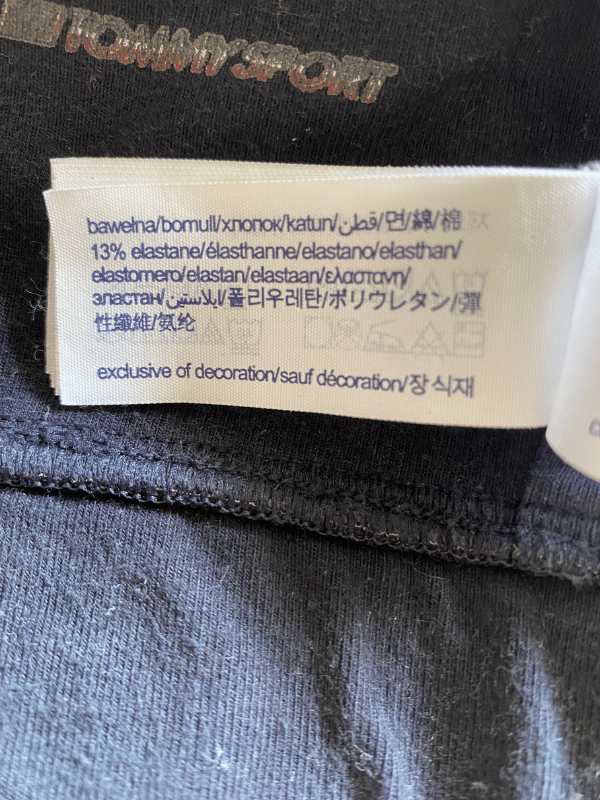 TOMMY SPORT
bawełna/bomull/хлопок/katun/قطن/면/綿/棉
13% elastane/élasthanne/elastano/elasthan/
elastomero/elastan/elastaan/ελαστανη/
эластан/ايلاستين/폴리우레탄/ポリウレタン/彈
性纖維/氨纶
exclusive of decoration/sauf décoration/장식재